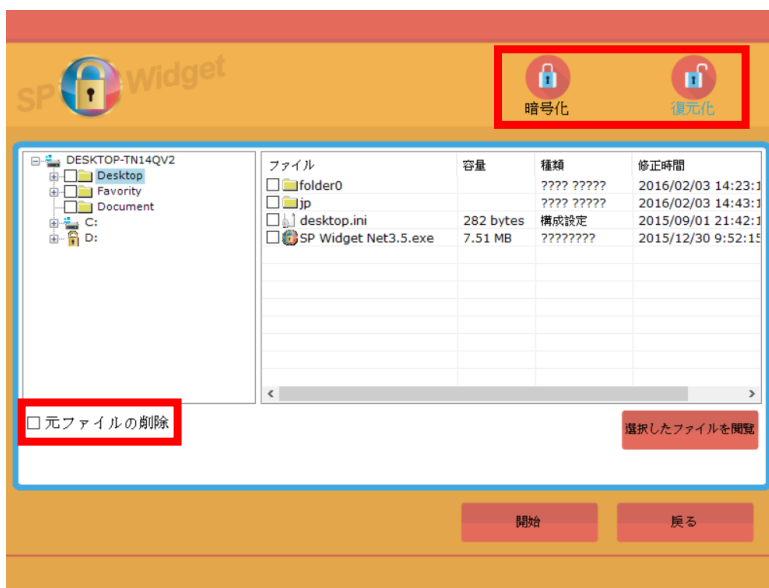 SP Widget
暗号化 復元化
DESKTOP-TN14QV2
Desktop
Favority
Document
C:
D:
ファイル 容量 種類 修正時間
folder0 ???? ????? 2016/02/03 14:23:1
jp ???? ????? 2016/02/03 14:43:1
desktop.ini 282 bytes 構成設定 2015/09/01 21:42:1
SP Widget Net3.5.exe 7.51 MB ???????? 2015/12/30 9:52:15
元ファイルの削除
選択したファイルを閲覧
開始 戻る